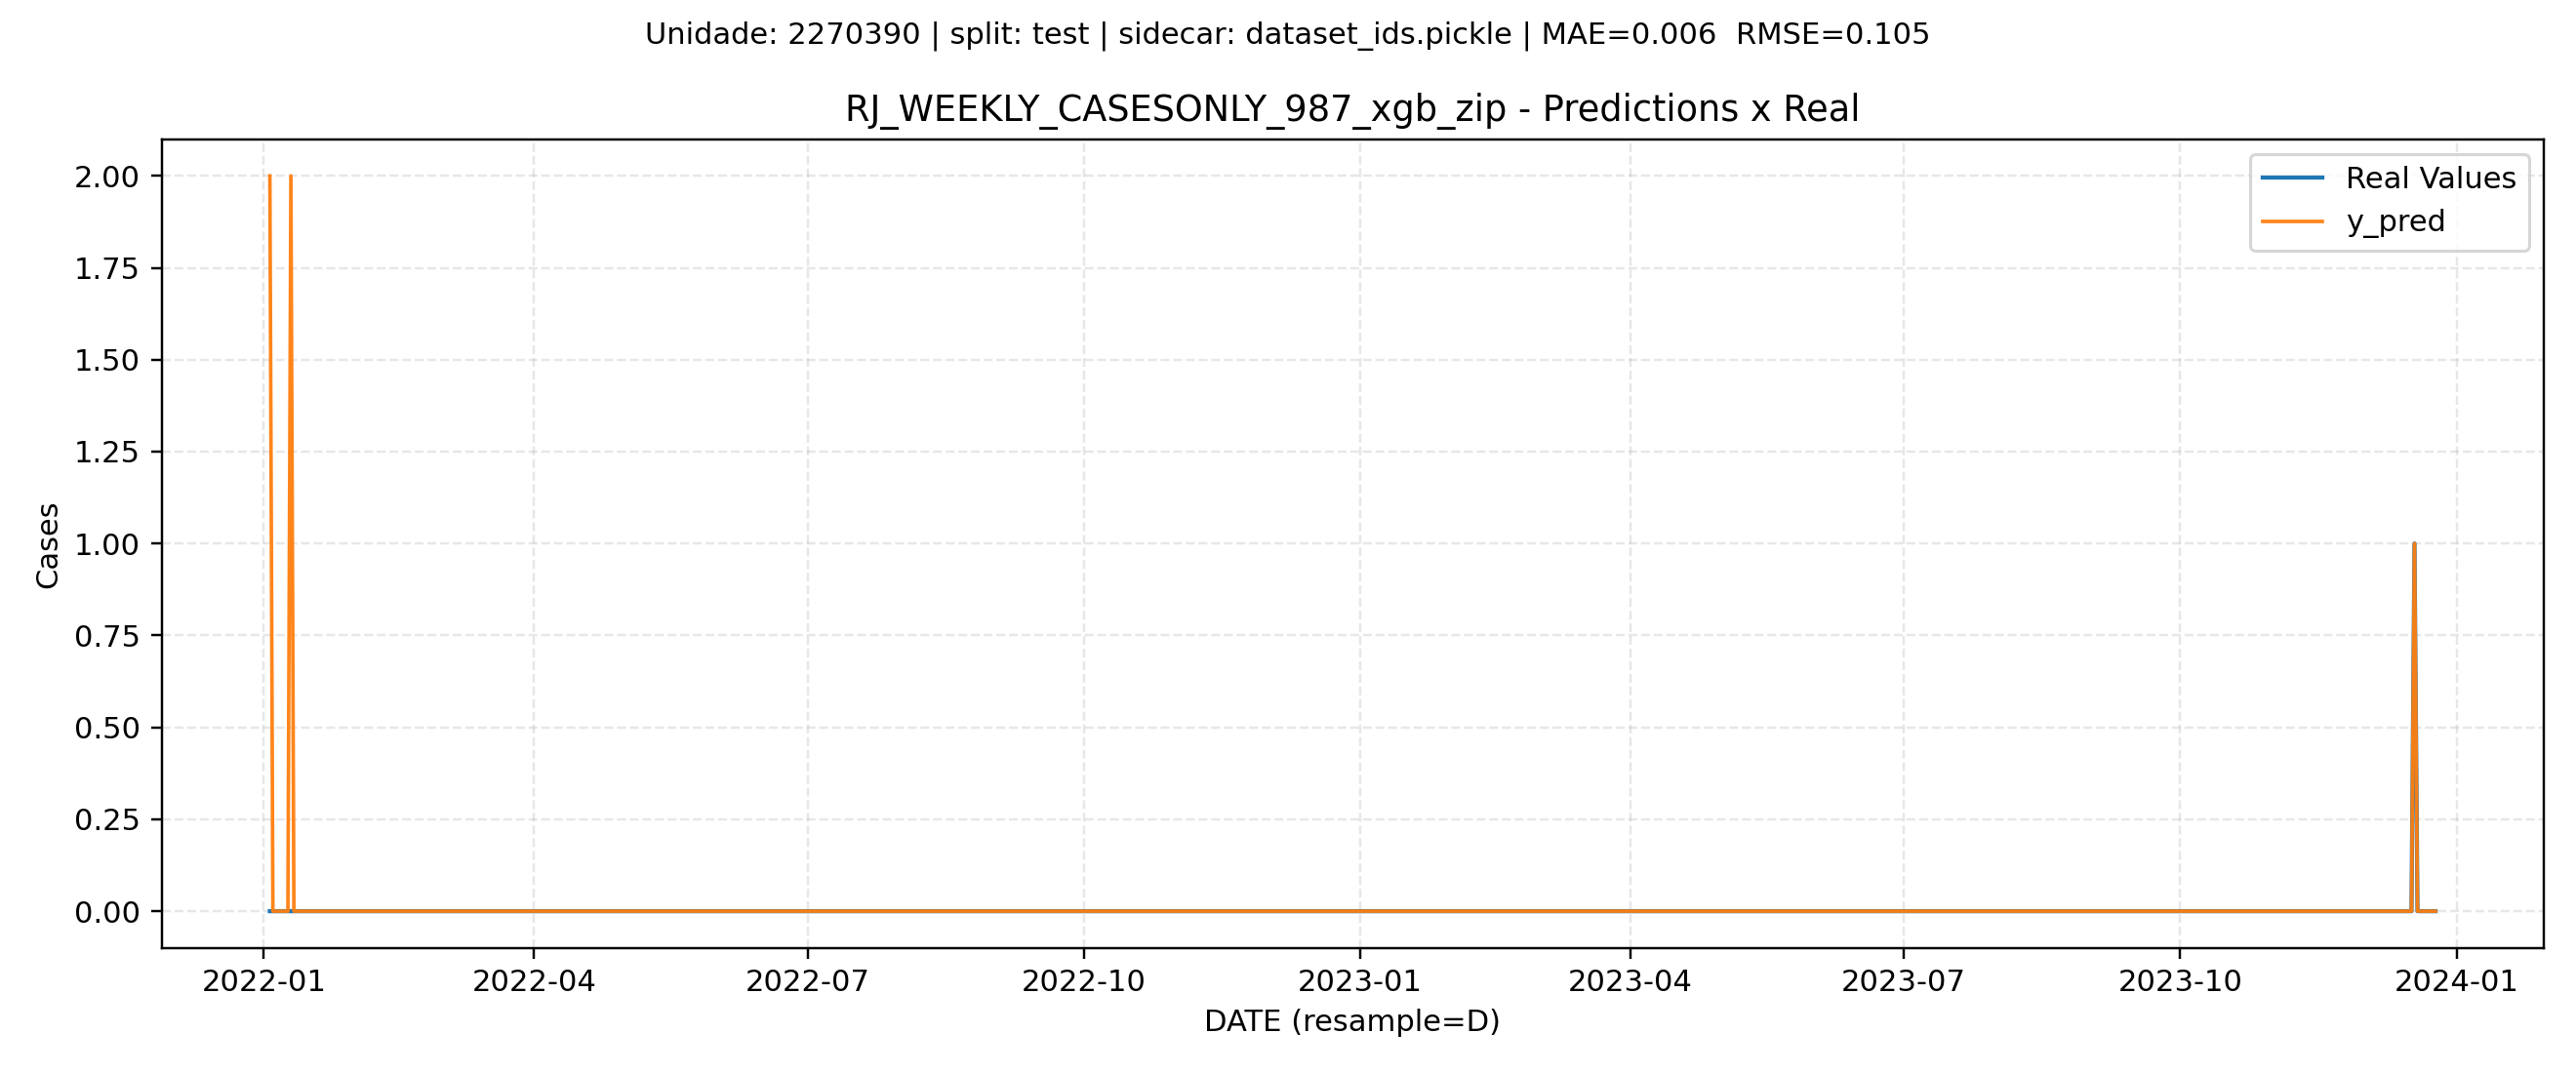 Unidade: 2270390 | split: test | sidecar: dataset_ids.pickle | MAE=0.006  RMSE=0.105
RJ_WEEKLY_CASESONLY_987_xgb_zip - Predictions x Real
Real Values
y_pred
Cases
2.00
1.75
1.50
1.25
1.00
0.75
0.50
0.25
0.00
2022-01 2022-04 2022-07 2022-10 2023-01 2023-04 2023-07 2023-10 2024-01
DATE (resample=D)